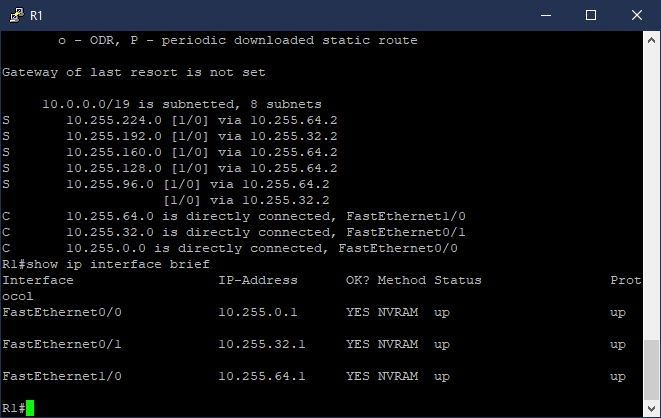 R1
o - ODR, P - periodic downloaded static route
Gateway of last resort is not set
10.0.0.0/19 is subnetted, 8 subnets
S 10.255.224.0 [1/0] via 10.255.64.2
S 10.255.192.0 [1/0] via 10.255.32.2
S 10.255.160.0 [1/0] via 10.255.64.2
S 10.255.128.0 [1/0] via 10.255.64.2
S 10.255.96.0 [1/0] via 10.255.64.2
[1/0] via 10.255.32.2
C 10.255.64.0 is directly connected, FastEthernet1/0
C 10.255.32.0 is directly connected, FastEthernet0/1
C 10.255.0.0 is directly connected, FastEthernet0/0
R1#show ip interface brief
Interface IP-Address OK? Method Status Prot
ocol
FastEthernet0/0 10.255.0.1 YES NVRAM up up
FastEthernet0/1 10.255.32.1 YES NVRAM up up
FastEthernet1/0 10.255.64.1 YES NVRAM up up
R1#